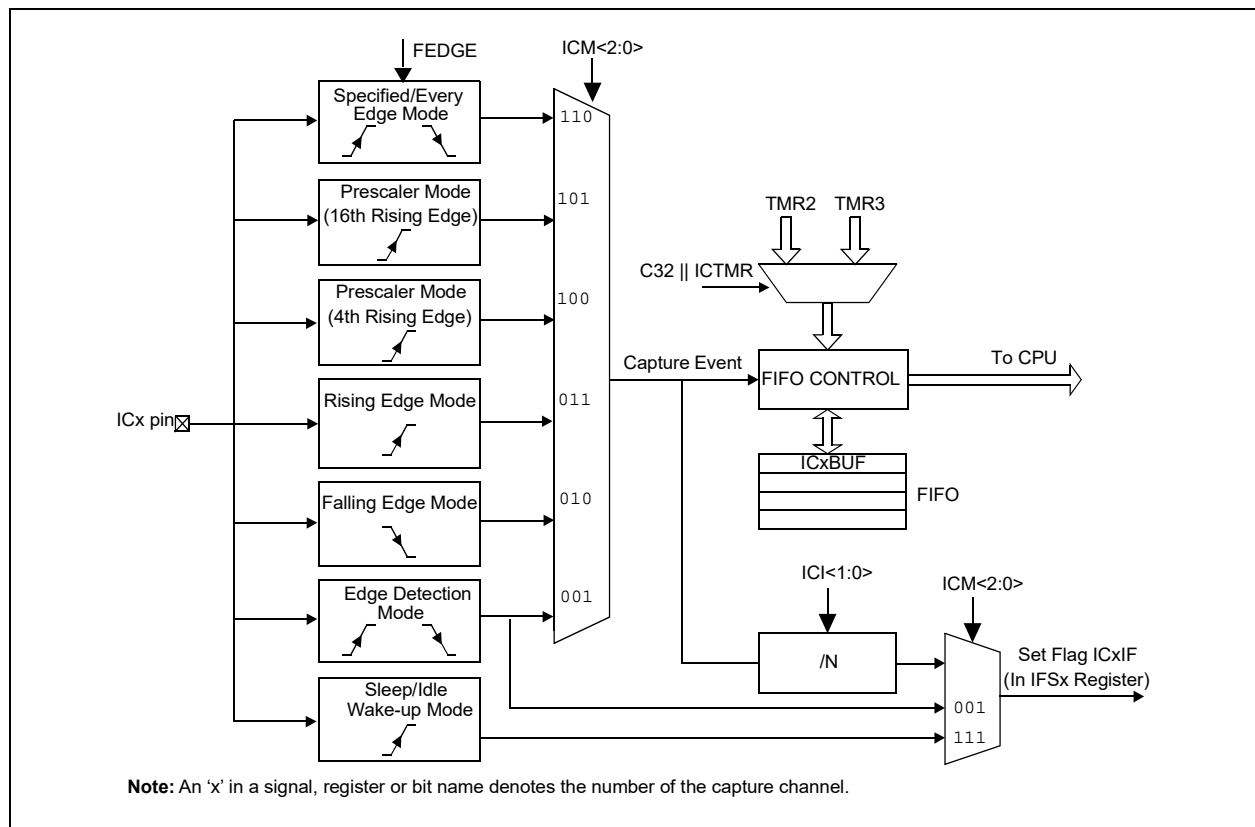 FEDGE
ICM<2:0>
Specified/Every
Edge Mode
110
Prescaler Mode
(16th Rising Edge)
101
TMR2
TMR3
C32 || ICTMR
Prescaler Mode
(4th Rising Edge)
100
Capture Event
FIFO CONTROL
To CPU
ICx pin
Rising Edge Mode
011
ICxBUF
FIFO
Falling Edge Mode
010
ICI<1:0>
ICM<2:0>
Edge Detection
Mode
001
/N
Set Flag ICxIF
(In IFSx Register)
Sleep/Idle
Wake-up Mode
001
111
Note: An ‘x’ in a signal, register or bit name denotes the number of the capture channel.